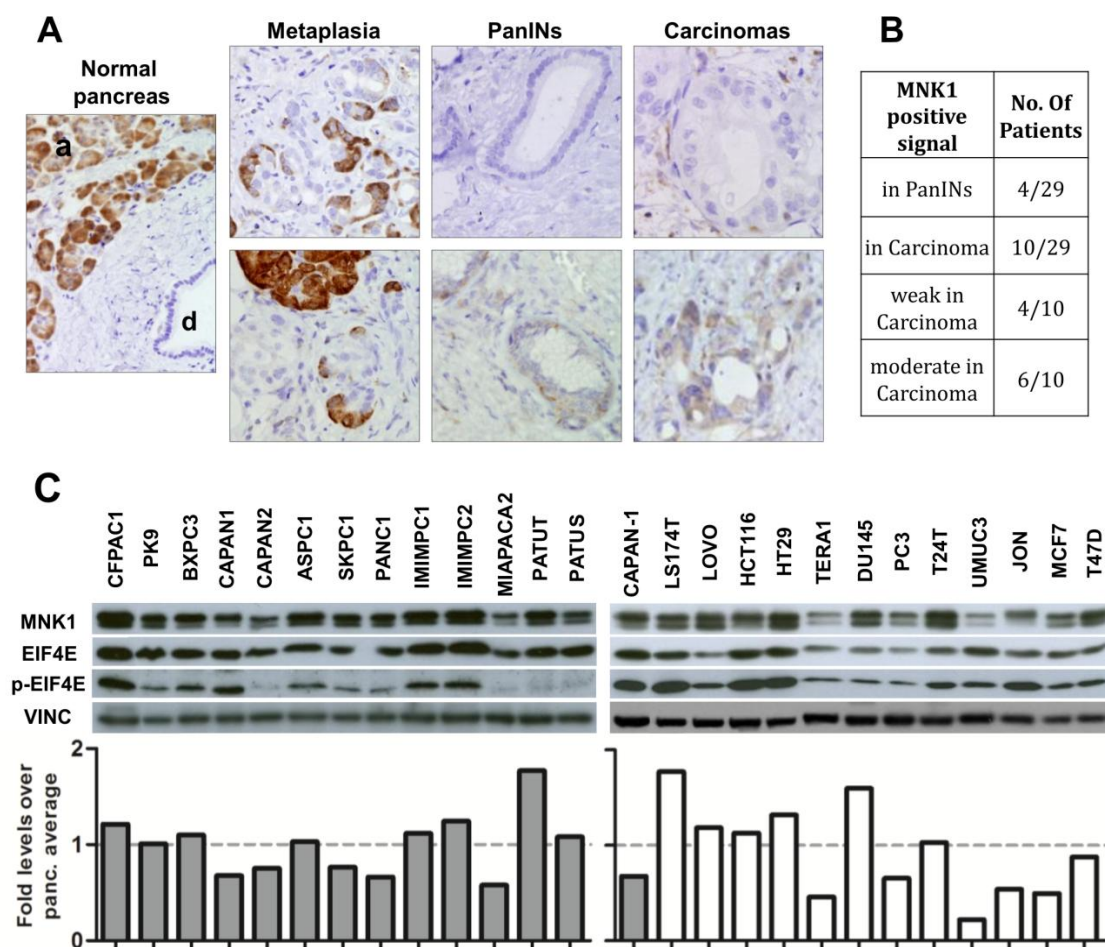 A
Normal
pancreas
a
d
Metaplasia
PanINs
Carcinomas
B
MNK1
positive
signal
No. Of
Patients
in PanINs
4/29
in Carcinoma
10/29
weak in
Carcinoma
4/10
moderate in
Carcinoma
6/10
C
CFPAC1
PK9
BXPC3
CAPAN1
CAPAN2
ASPC1
SKPC1
PANC1
IMIMPC1
IMIMPC2
MIAPACA2
PATUT
PATUS
CAPAN-1
LS174T
LOVO
HCT116
HT29
TERA1
DU145
PC3
T24T
UMUC3
JON
MCF7
T47D
MNK1
EIF4E
p-EIF4E
VINC
Fold levels over
panc. average
2
1
0